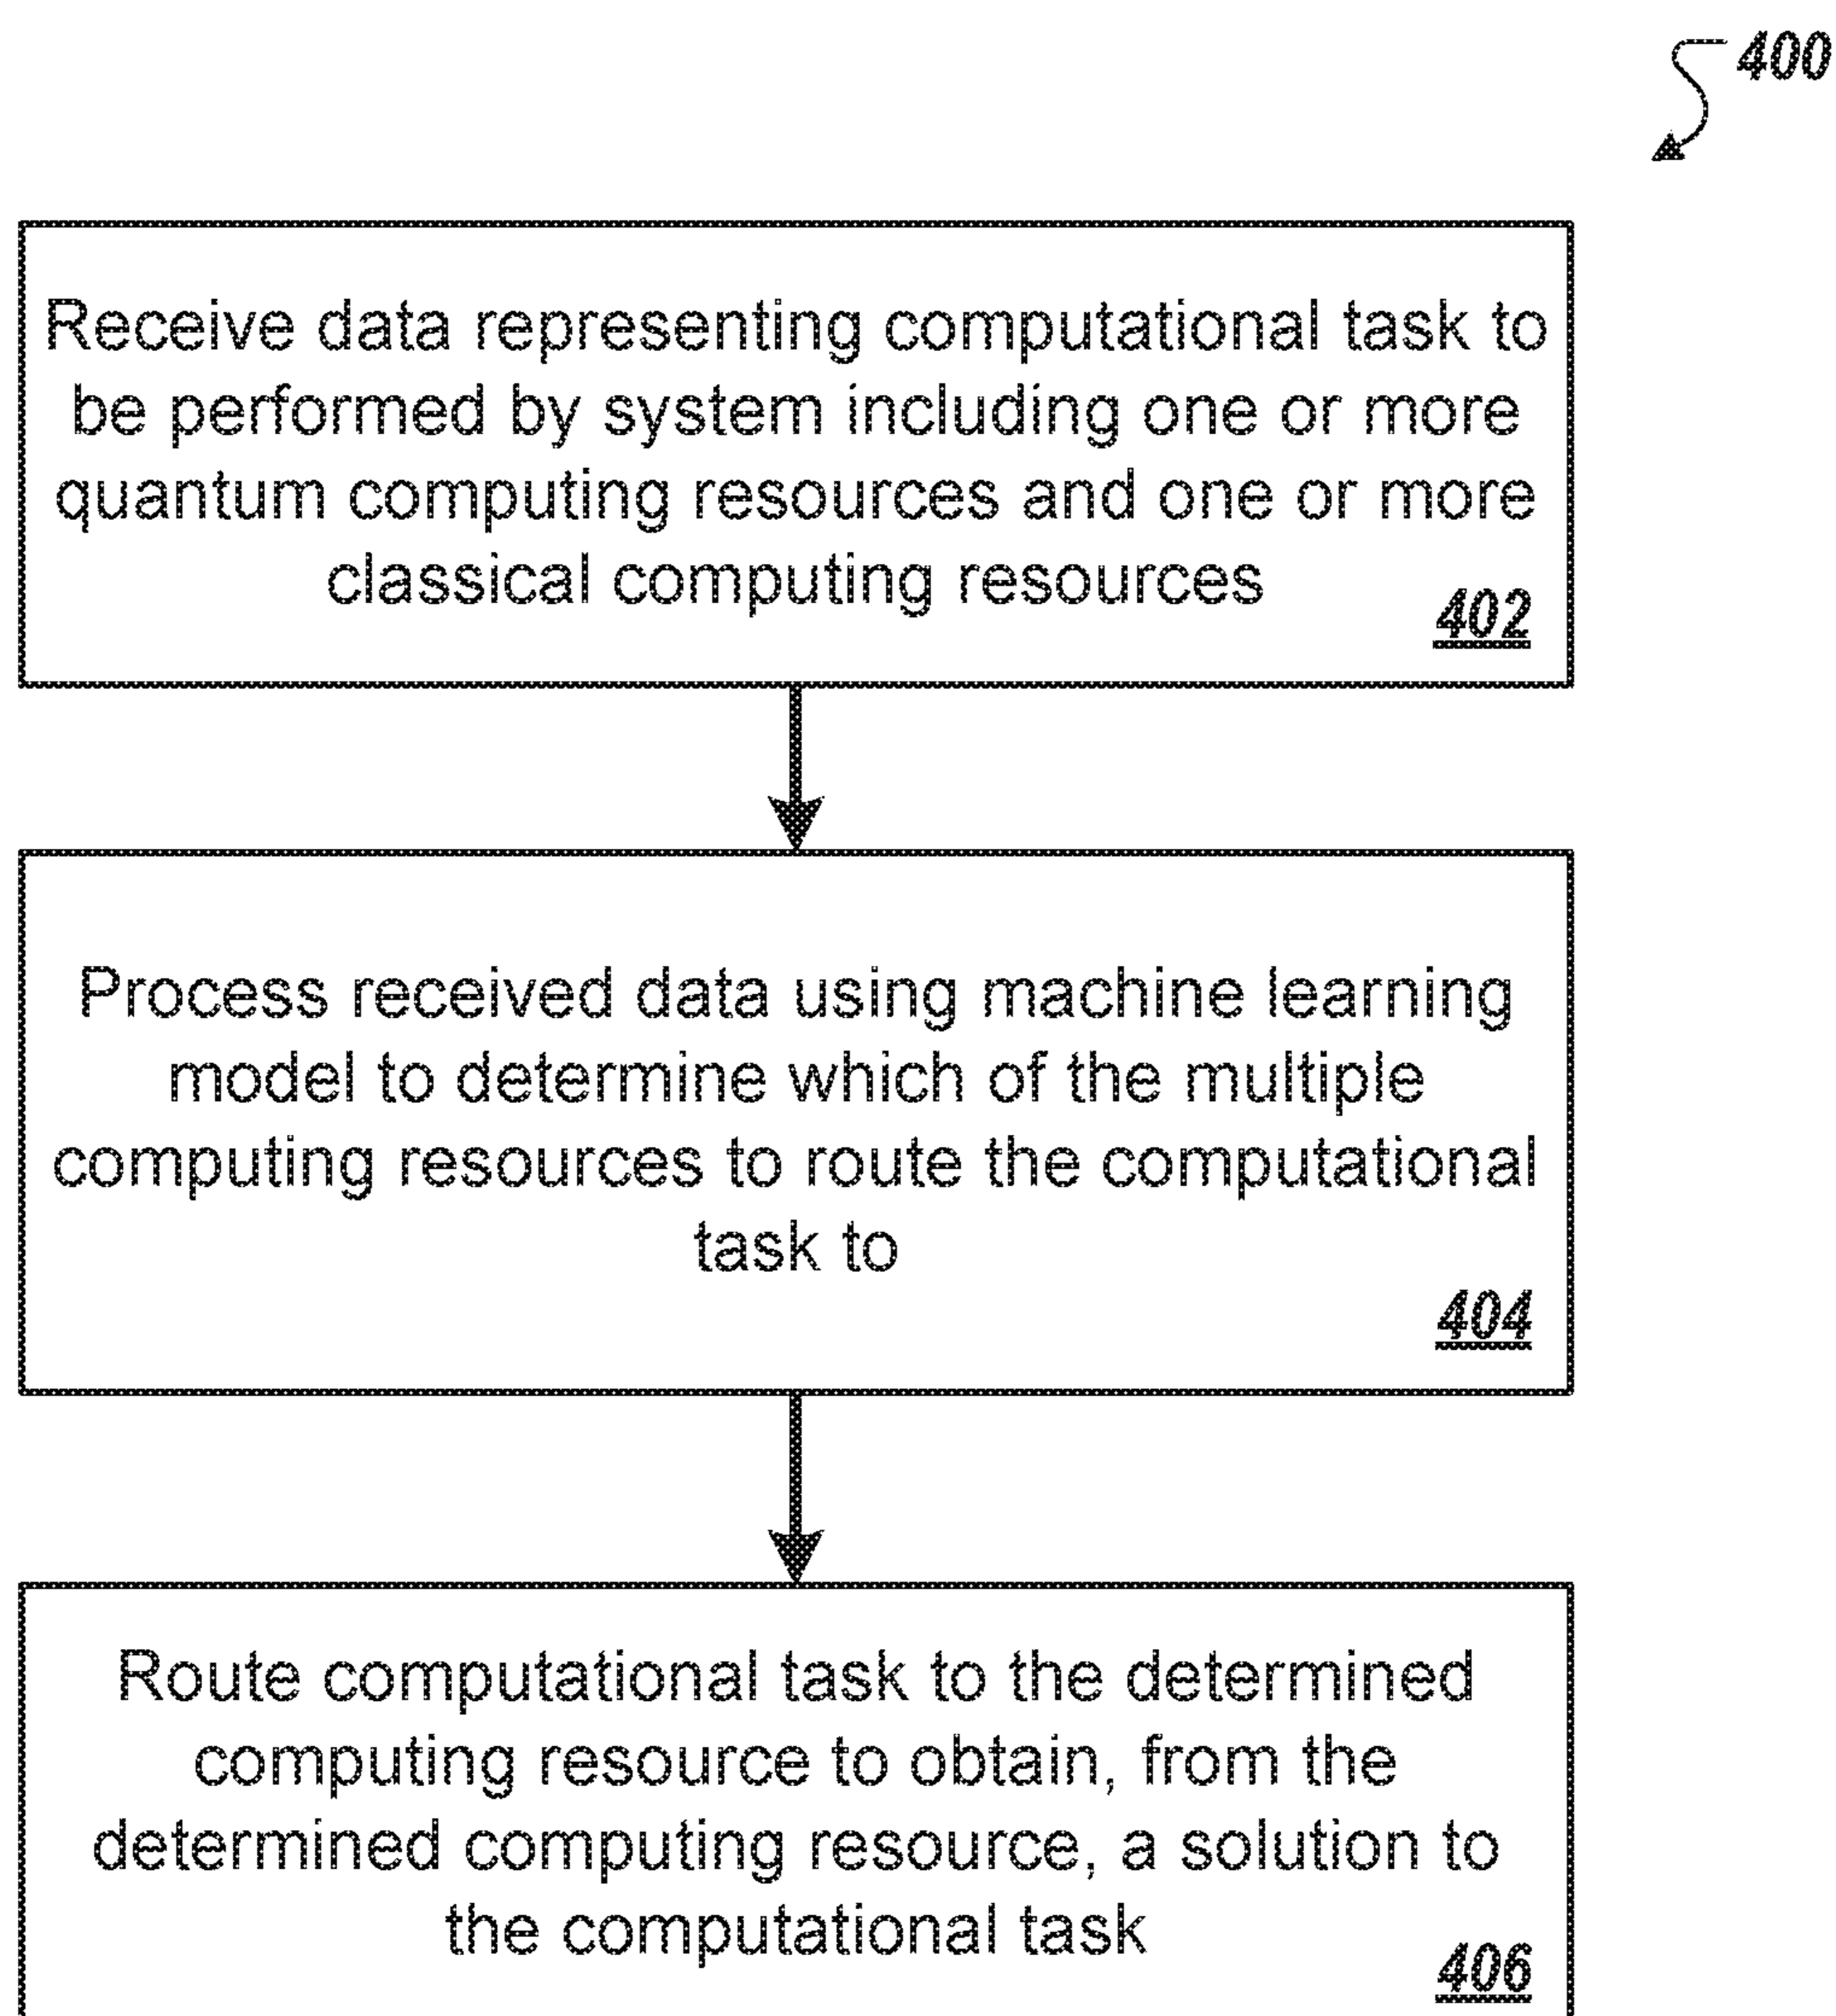 400
Receive data representing computational task to
be performed by system including one or more
quantum computing resources and one or more
classical computing resources
402
Process received data using machine learning
model to determine which of the multiple
computing resources to route the computational
task to
404
Route computational task to the determined
computing resource to obtain, from the
determined computing resource, a solution to
the computational task
406